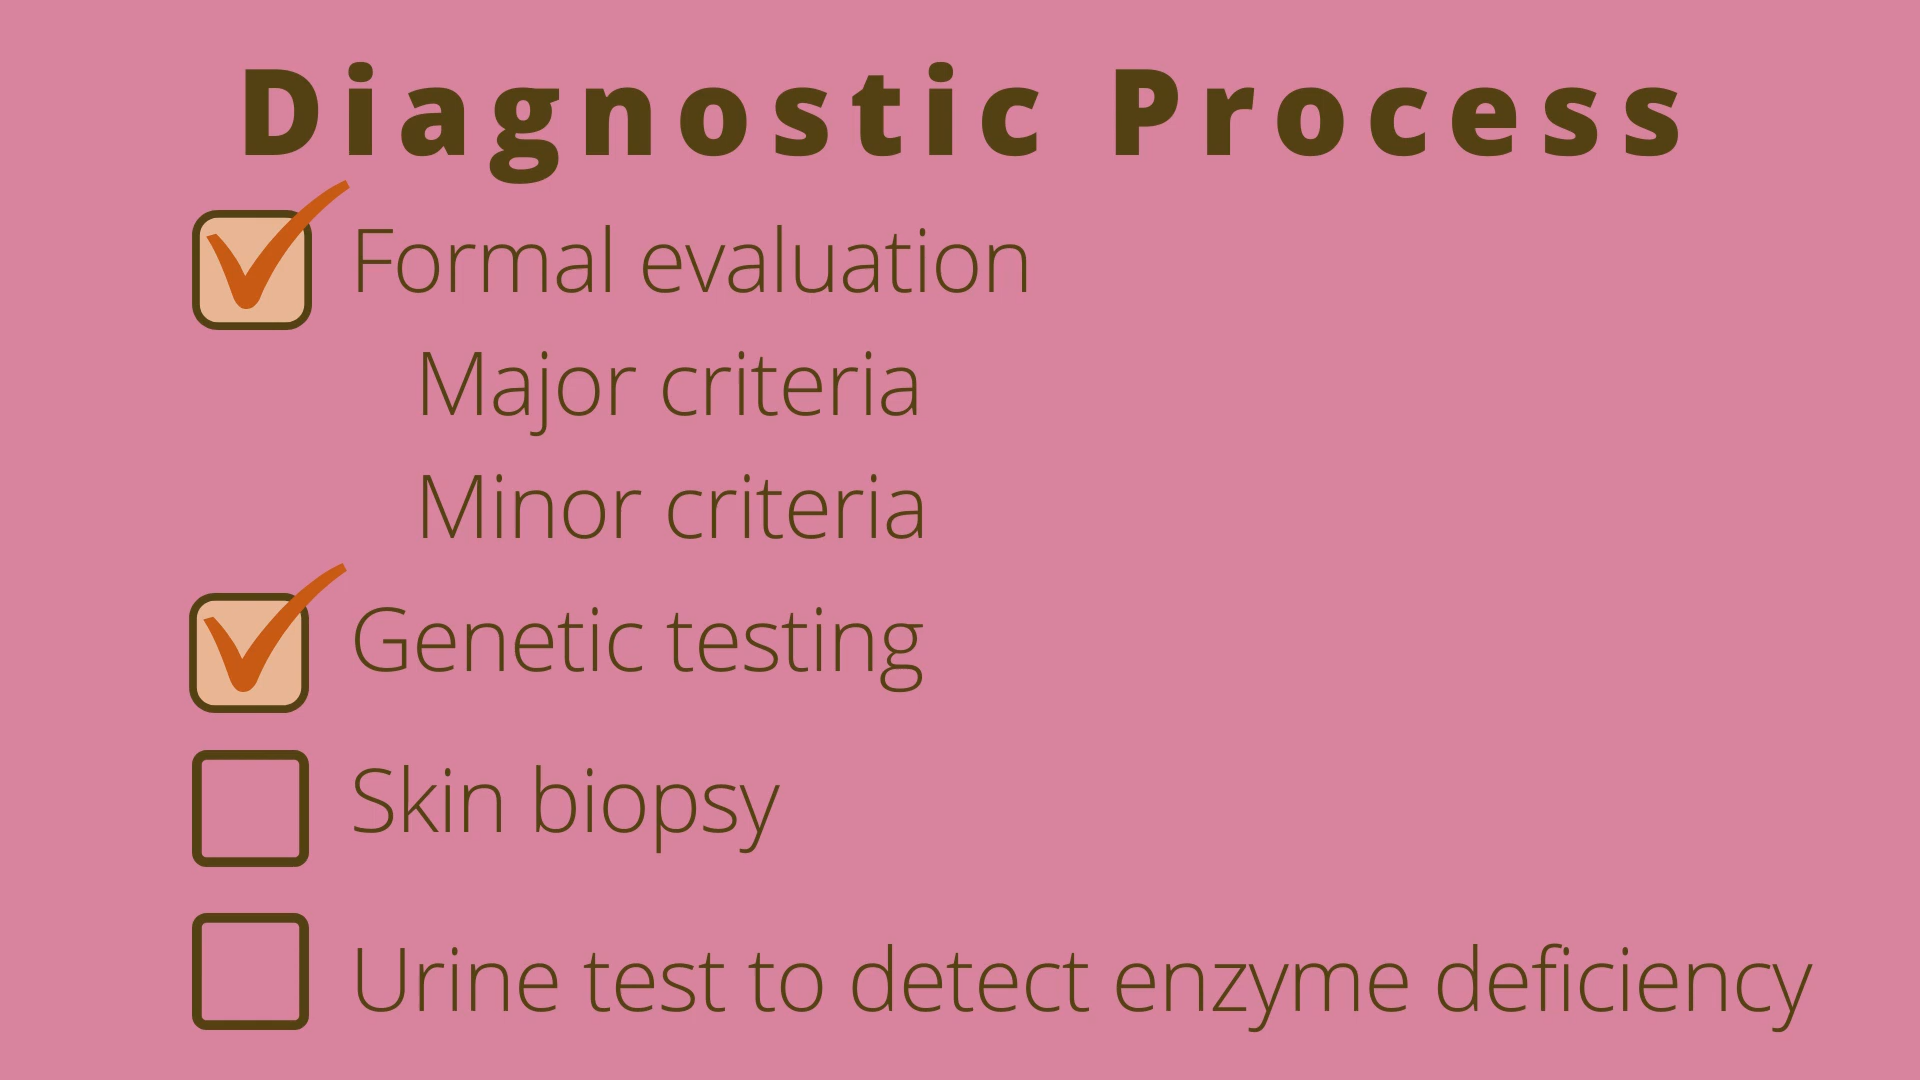 Diagnostic Process
Formal evaluation
Major criteria
Minor criteria
Genetic testing
Skin biopsy
Urine test to detect enzyme deficiency